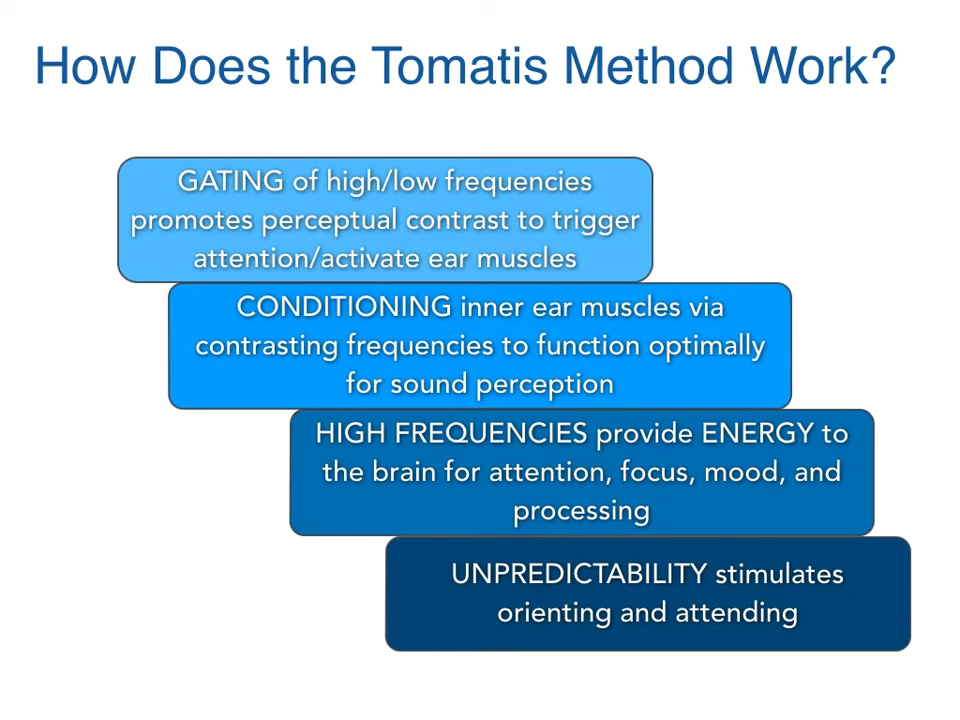 How Does the Tomatis Method Work?
GATING of high/low frequencies
promotes perceptual contrast to trigger
attention/activate ear muscles
CONDITIONING inner ear muscles via
contrasting frequencies to function optimally
for sound perception
HIGH FREQUENCIES provide ENERGY to
the brain for attention, focus, mood, and
processing
UNPREDICTABILITY stimulates
orienting and attending